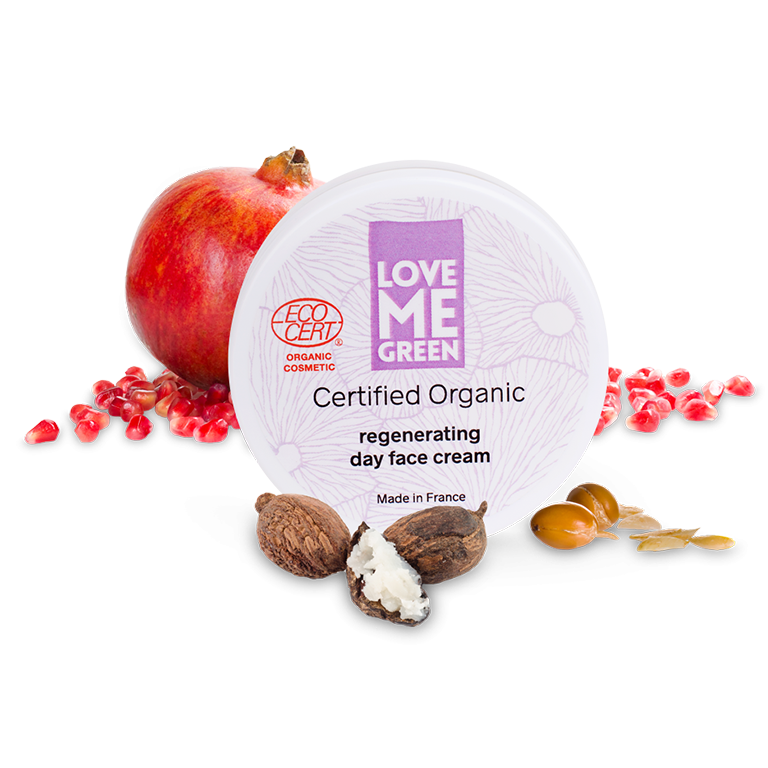 LOVE
ME
GREEN
ECO
CERT®
ORGANIC
COSMETIC
Certified Organic
regenerating
day face cream
Made in France